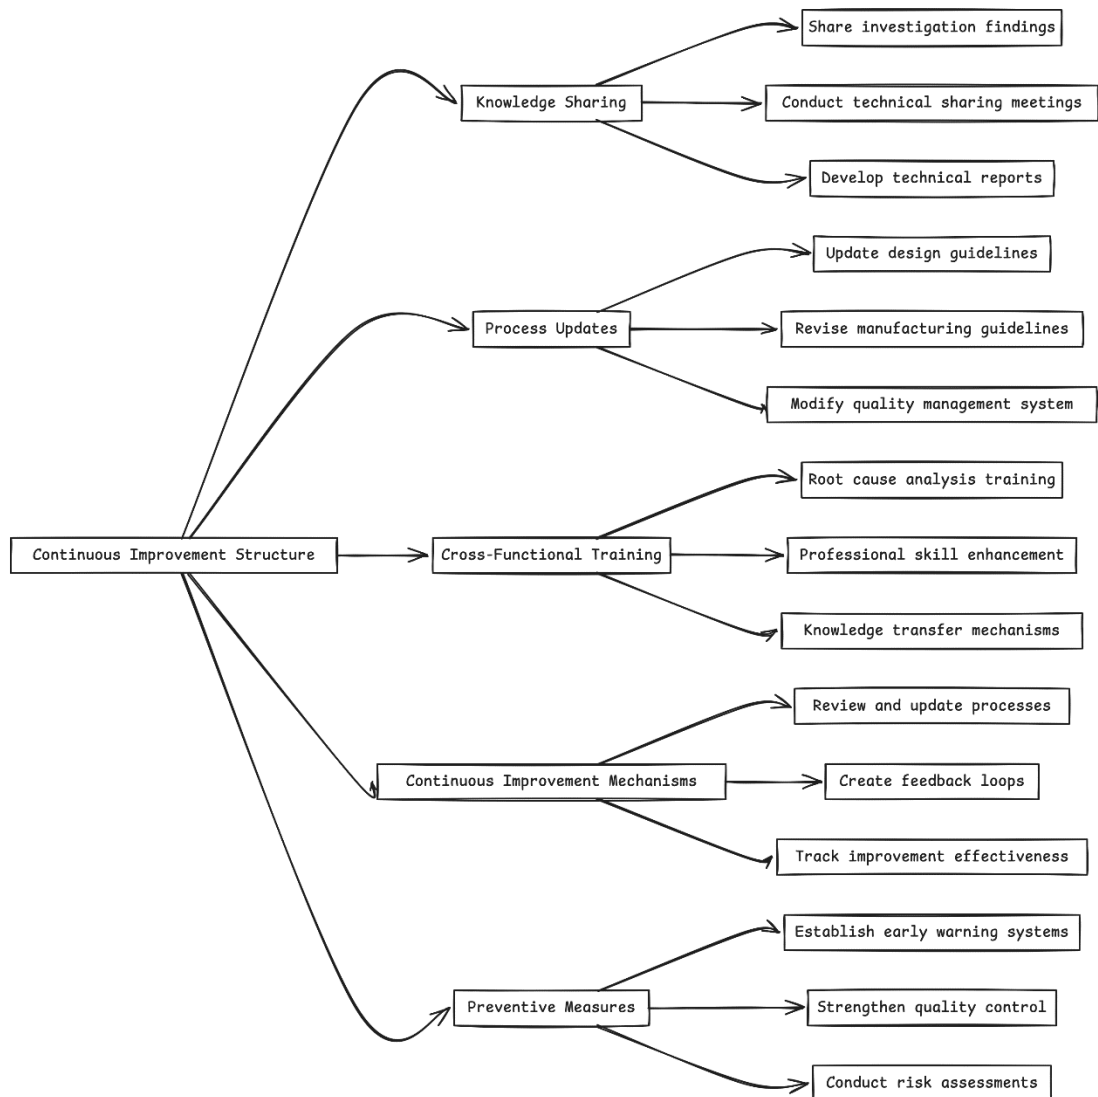 Share investigation findings
Knowledge Sharing
Conduct technical sharing meetings
Develop technical reports
Update design guidelines
Process Updates
Revise manufacturing guidelines
Modify quality management system
Root cause analysis training
Continuous Improvement Structure
Cross-Functional Training
Professional skill enhancement
Knowledge transfer mechanisms
Review and update processes
Continuous Improvement Mechanisms
Create feedback loops
Track improvement effectiveness
Establish early warning systems
Preventive Measures
Strengthen quality control
Conduct risk assessments